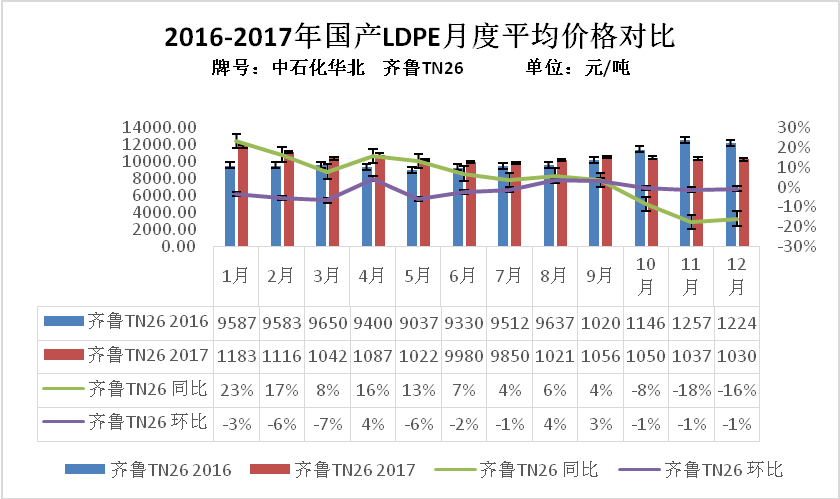 2016-2017年国产LDPE月度平均价格对比
牌号：中石化华北 齐鲁TN26 单位：元/吨
14000.00 30%
12000.00 20%
10000.00 10%
8000.00 0%
6000.00
4000.00 -10%
2000.00 -20%
0.00 -30%
1月 2月 3月 4月 5月 6月 7月 8月 9月 10月 11月 12月
齐鲁TN26 2016 9587 9583 9650 9400 9037 9330 9512 9637 1020 1146 1257 1224
齐鲁TN26 2017 1183 1116 1042 1087 1022 9980 9850 1021 1056 1050 1037 1030
齐鲁TN26 同比 23% 17% 8% 16% 13% 7% 4% 6% 4% -8% -18% -16%
齐鲁TN26 环比 -3% -6% -7% 4% -6% -2% -1% 4% 3% -1% -1% -1%
齐鲁TN26 2016 齐鲁TN26 2017 齐鲁TN26 同比 齐鲁TN26 环比